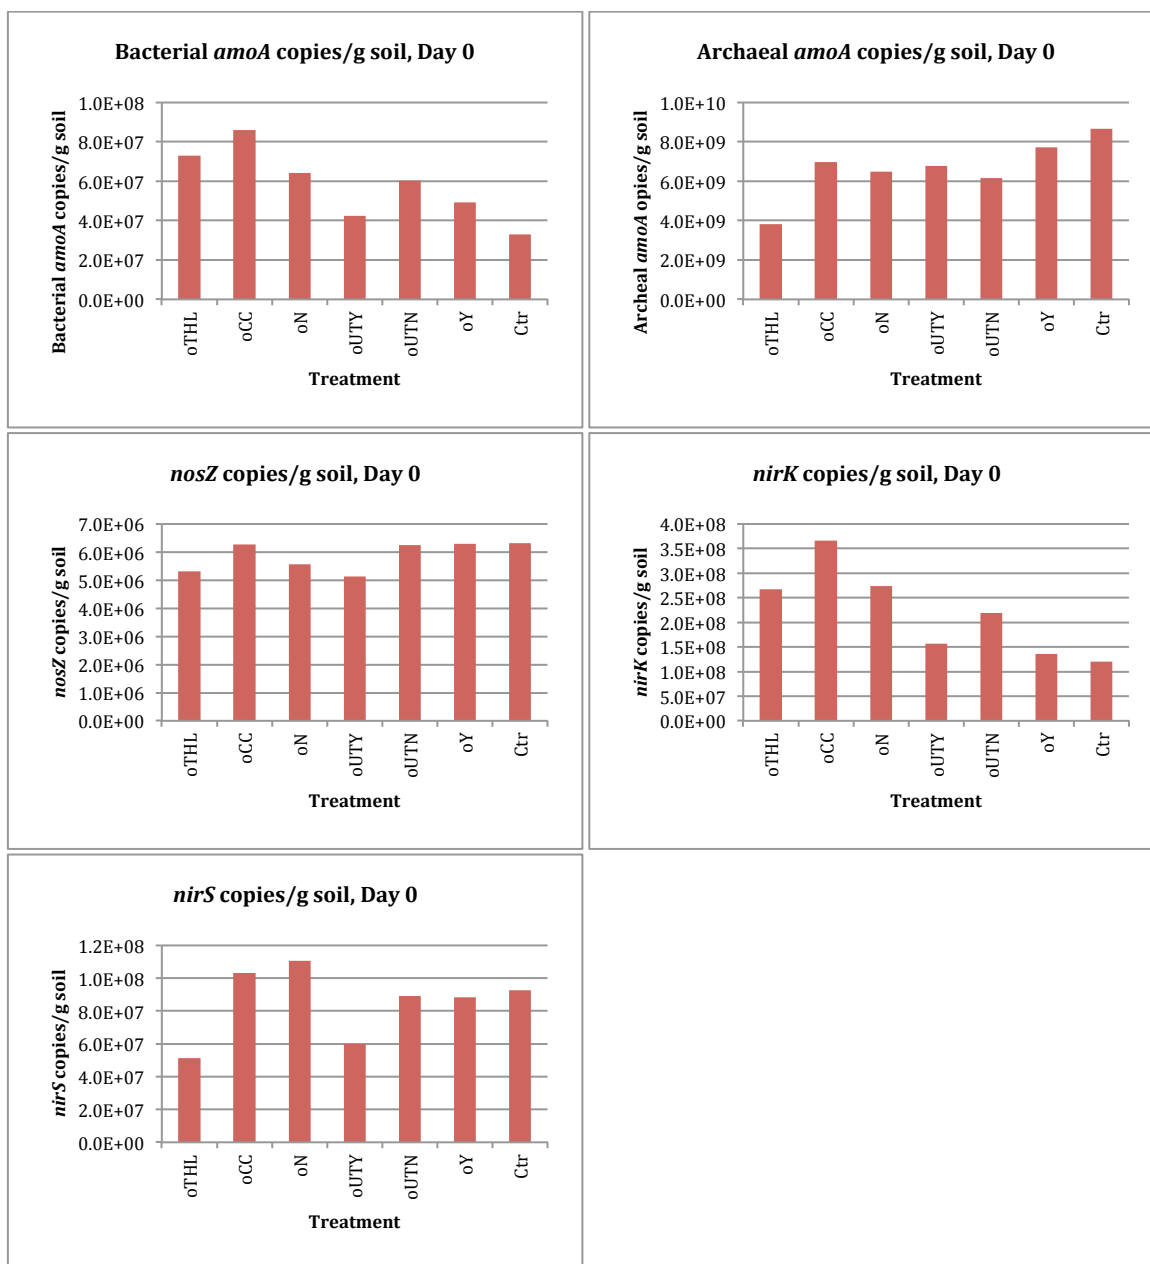 Bacterial amoA copies/g soil, Day 0
Bacterial amoA copies/g soil
1.0E+08
8.0E+07
6.0E+07
4.0E+07
2.0E+07
0.0E+00
oTHL
oCC
oN
oUTY
oUTN
oY
Ctr
Treatment
Archaeal amoA copies/g soil, Day 0
Archeal amoA opies/g soil
1.0E+10
8.0E+09
6.0E+09
4.0E+09
2.0E+09
0.0E+00
oTHL
oCC
oN
oUTY
oUTN
oY
Ctr
Treatment
nosZ copies/g soil, Day 0
nosZ copies/g soil
7.0E+06
6.0E+06
5.0E+06
4.0E+06
3.0E+06
2.0E+06
1.0E+06
0.0E+00
oTHL
oCC
oN
oUTY
oUTN
oY
Ctr
Treatment
nirK copies/g soil, Day 0
nirK copies/g soil
4.0E+08
3.5E+08
3.0E+08
2.5E+08
2.0E+08
1.5E+08
1.0E+08
5.0E+07
0.0E+00
oTHL
oCC
oN
oUTY
oUTN
oY
Ctr
Treatment
nirS copies/g soil, Day 0
nirS copies/g soil
1.2E+08
1.0E+08
8.0E+07
6.0E+07
4.0E+07
2.0E+07
0.0E+00
oTHL
oCC
oN
oUTY
oUTN
oY
Ctr
Treatment